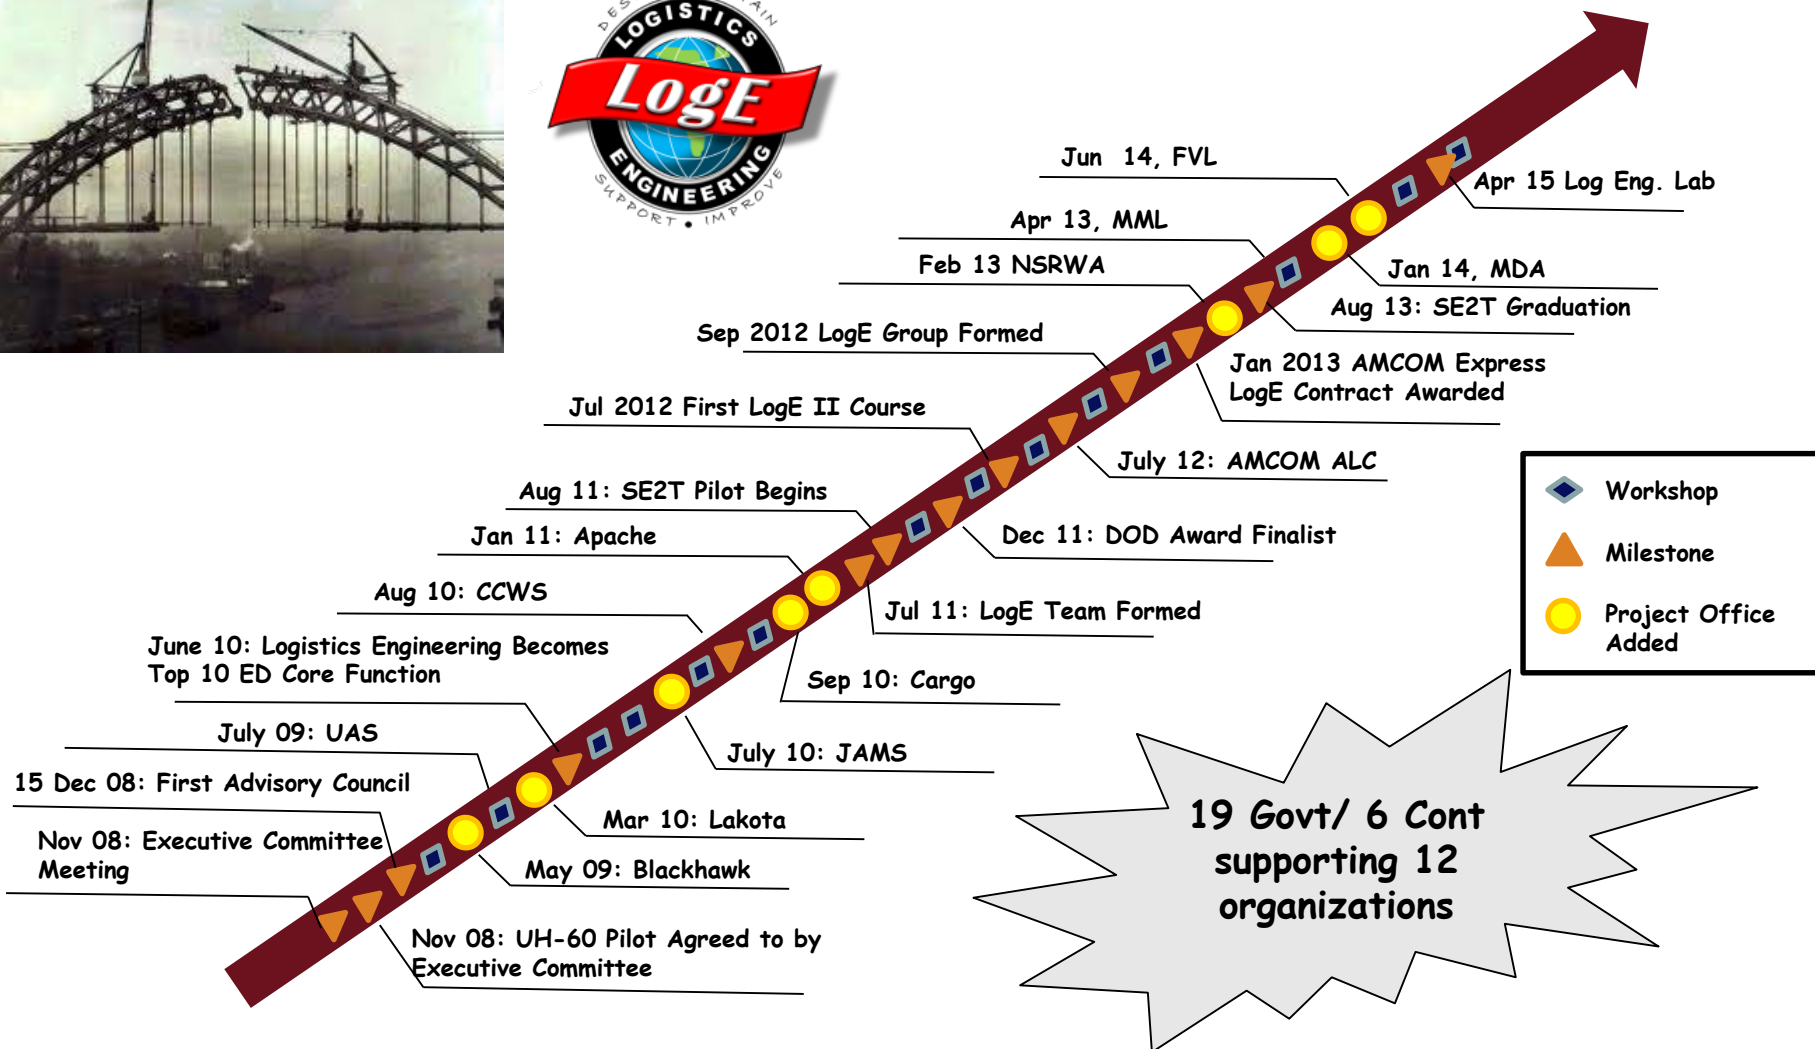 LOGISTICS
LogE
ENGINEERING
SUPPORT • IMPROVE
Jun 14, FVL
Apr 15 Log Eng. Lab
Apr 13, MML
Feb 13 NSRWA
Jan 14, MDA
Aug 13: SE2T Graduation
Sep 2012 LogE Group Formed
Jan 2013 AMCOM Express
LogE Contract Awarded
Jul 2012 First LogE II Course
July 12: AMCOM ALC
Aug 11: SE2T Pilot Begins
Dec 11: DOD Award Finalist
Jan 11: Apache
Aug 10: CCWS
Jul 11: LogE Team Formed
June 10: Logistics Engineering Becomes
Top 10 ED Core Function
Sep 10: Cargo
July 09: UAS
July 10: JAMS
15 Dec 08: First Advisory Council
Mar 10: Lakota
Nov 08: Executive Committee
Meeting
May 09: Blackhawk
Nov 08: UH-60 Pilot Agreed to by
Executive Committee
Workshop
Milestone
Project Office
Added
19 Govt/ 6 Cont
supporting 12
organizations